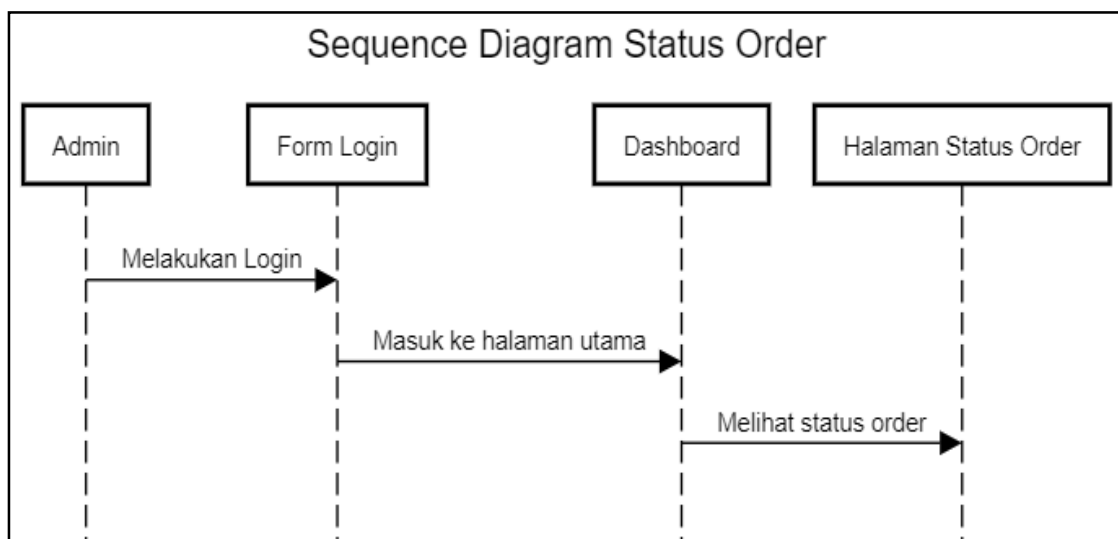 Sequence Diagram Status Order
Admin
Form Login
Dashboard
Halaman Status Order
Melakukan Login
Masuk ke halaman utama
Melihat status order